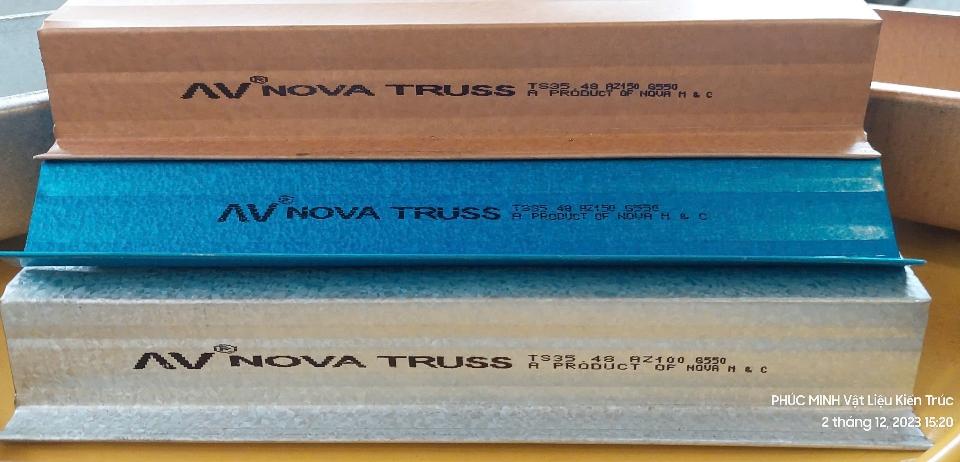 AV® NOVA TRUSS TS35.48 AZ150 G550
A PRODUCT OF NOVA M & C
AV® NOVA TRUSS TS35 48 AZ150 G550
A PRODUCT OF NOVA M & C
AV® NOVA TRUSS TS35.48 AZ100 G550
A PRODUCT OF NOVA M & C
PHÚC MINH Vật Liệu Kiến Trúc
2 tháng 12, 2023 15:20